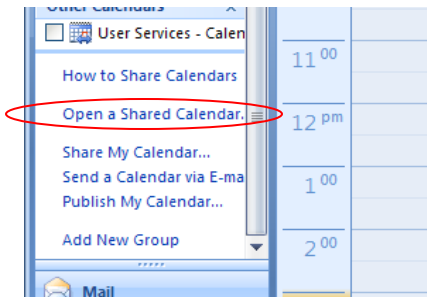 Other Calendars
User Services - Calen
How to Share Calendars
Open a Shared Calendar.
Share My Calendar...
Send a Calendar via E-ma
Publish My Calendar...
Add New Group
Mail
11 00
12 pm
1 00
2 00